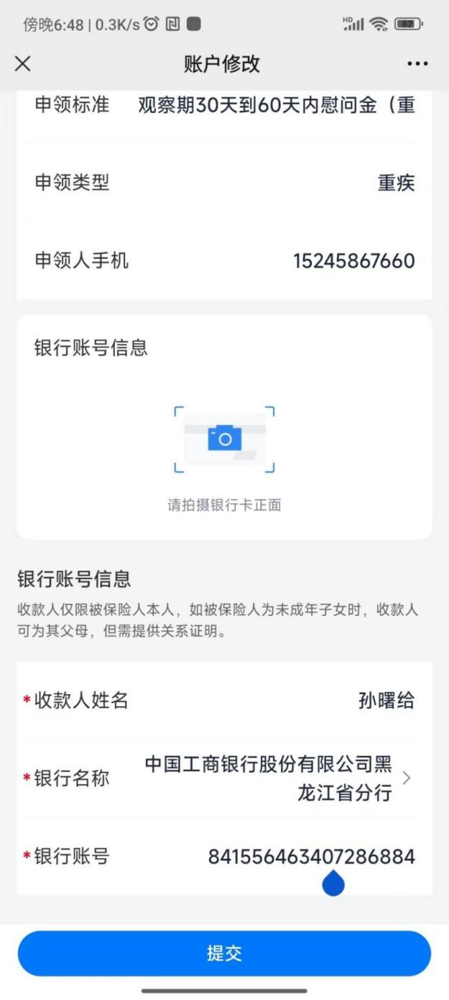 傍晚6:48 | 0.3K/s
HD
82
账户修改
申领标准 观察期30天到60天内慰问金（重
申领类型 重疾
申领人手机 15245867660
银行账号信息
请拍摄银行卡正面
银行账号信息
收款人仅限被保险人本人，如被保险人为未成年子女时，收款人
可为其父母，但需提供关系证明。
*收款人姓名 孙曙给
*银行名称 中国工商银行股份有限公司黑
龙江省分行
*银行账号 841556463407286884
提交